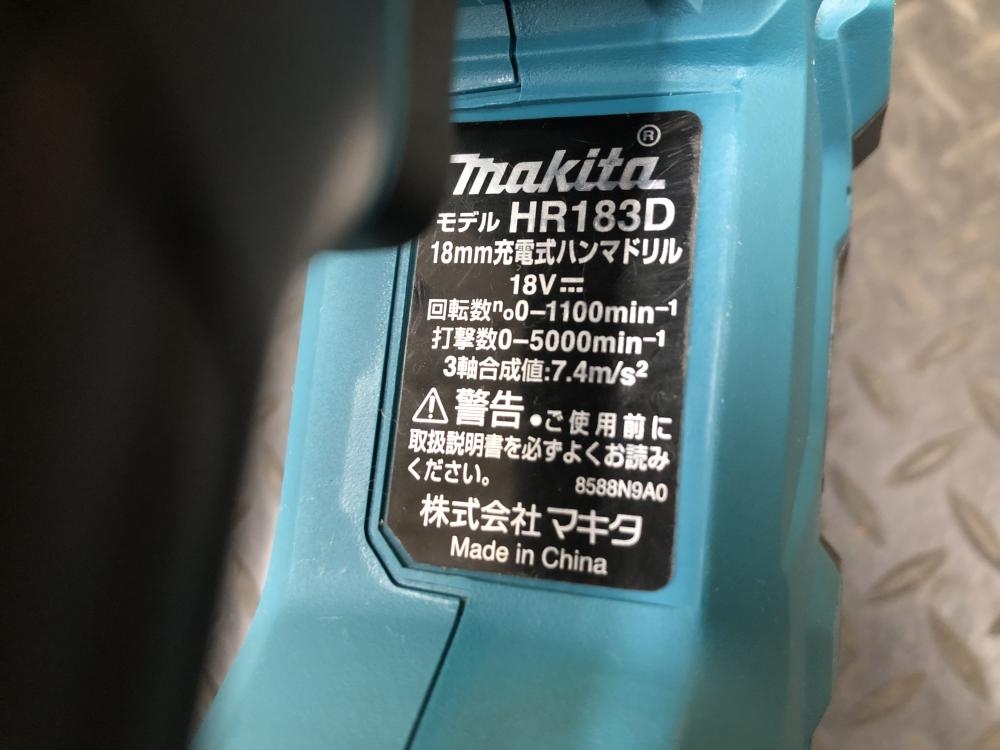 makita®
モデル HR183D
18mm充電式ハンマドリル
18V⎓
回転数n₀0−1100min⁻¹
打撃数0−5000min⁻¹
3軸合成値:7.4m/s²
⚠警告 ●ご使用前に
取扱説明書を必ずよくお読み
ください。 8588N9A0
株式会社マキタ
Made in China